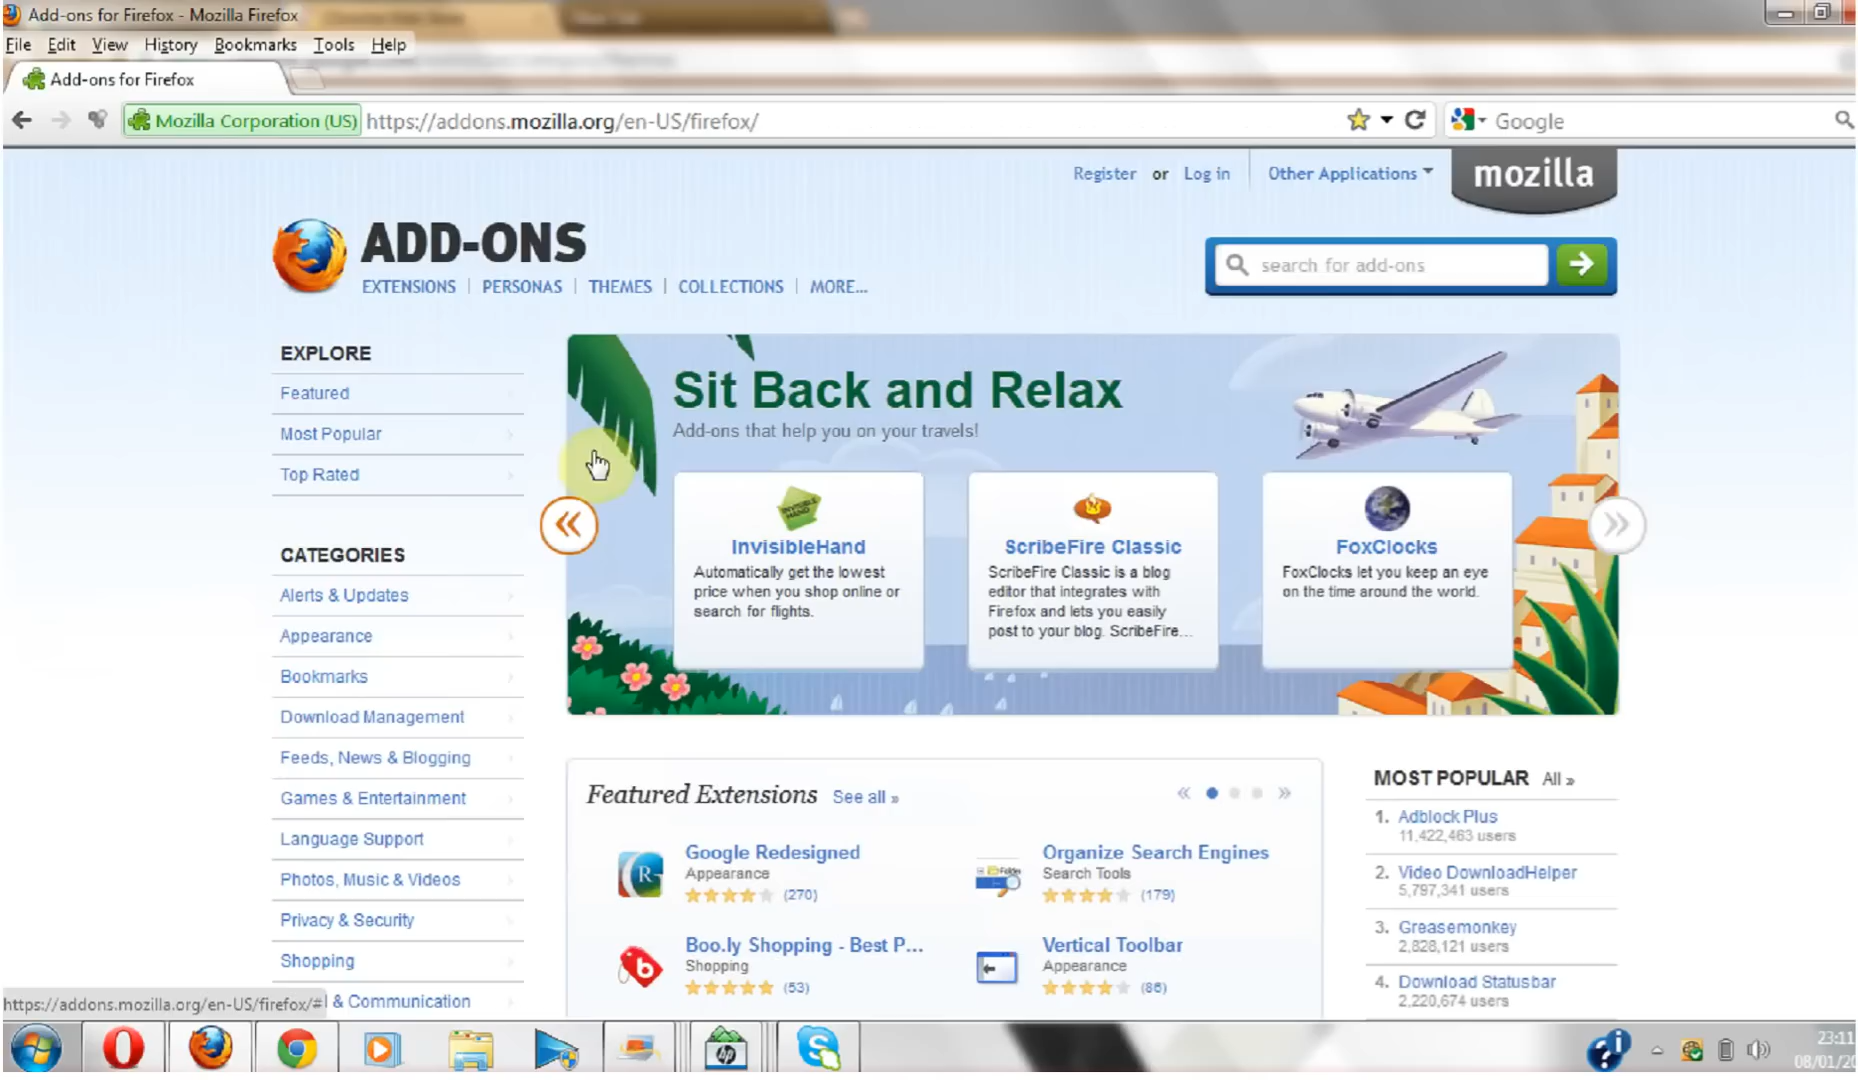 Add-ons for Firefox - Mozilla Firefox
File Edit View History Bookmarks Tools Help
Add-ons for Firefox
Mozilla Corporation (US) https://addons.mozilla.org/en-US/firefox/
Google
Register or Log in
Other Applications
mozilla
ADD-ONS
EXTENSIONS | PERSONAS | THEMES | COLLECTIONS | MORE...
search for add-ons
EXPLORE
Featured
Most Popular
Top Rated
CATEGORIES
Alerts & Updates
Appearance
Bookmarks
Download Management
Feeds, News & Blogging
Games & Entertainment
Language Support
Photos, Music & Videos
Privacy & Security
Shopping
l & Communication
https://addons.mozilla.org/en-US/firefox/#
Sit Back and Relax
Add-ons that help you on your travels!
INVISIBLE HAND
InvisibleHand
Automatically get the lowest
price when you shop online or
search for flights.
ScribeFire Classic
ScribeFire Classic is a blog
editor that integrates with
Firefox and lets you easily
post to your blog. ScribeFire...
FoxClocks
FoxClocks let you keep an eye
on the time around the world.
Featured Extensions See all »
Google Redesigned
Appearance
(270)
Organize Search Engines
Search Tools
(179)
Boo.ly Shopping - Best P...
Shopping
(53)
Vertical Toolbar
Appearance
(86)
MOST POPULAR All »
1. Adblock Plus
11,422,463 users
2. Video DownloadHelper
5,797,341 users
3. Greasemonkey
2,828,121 users
4. Download Statusbar
2,220,674 users
hp
23:11
08/01/20